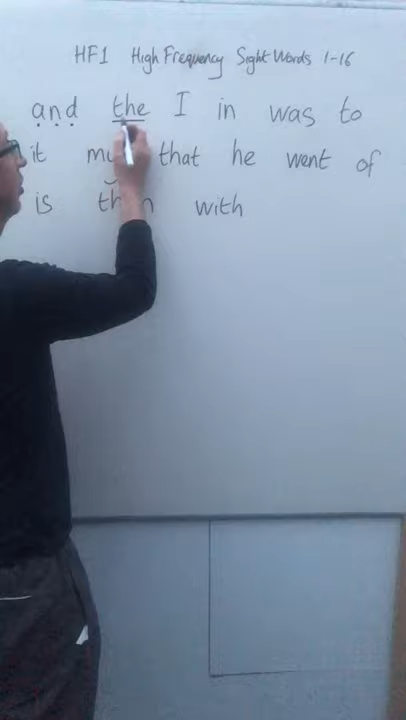 HF1 High Frequency Sight Words 1-16
and the I in was to
it that he went of
is with